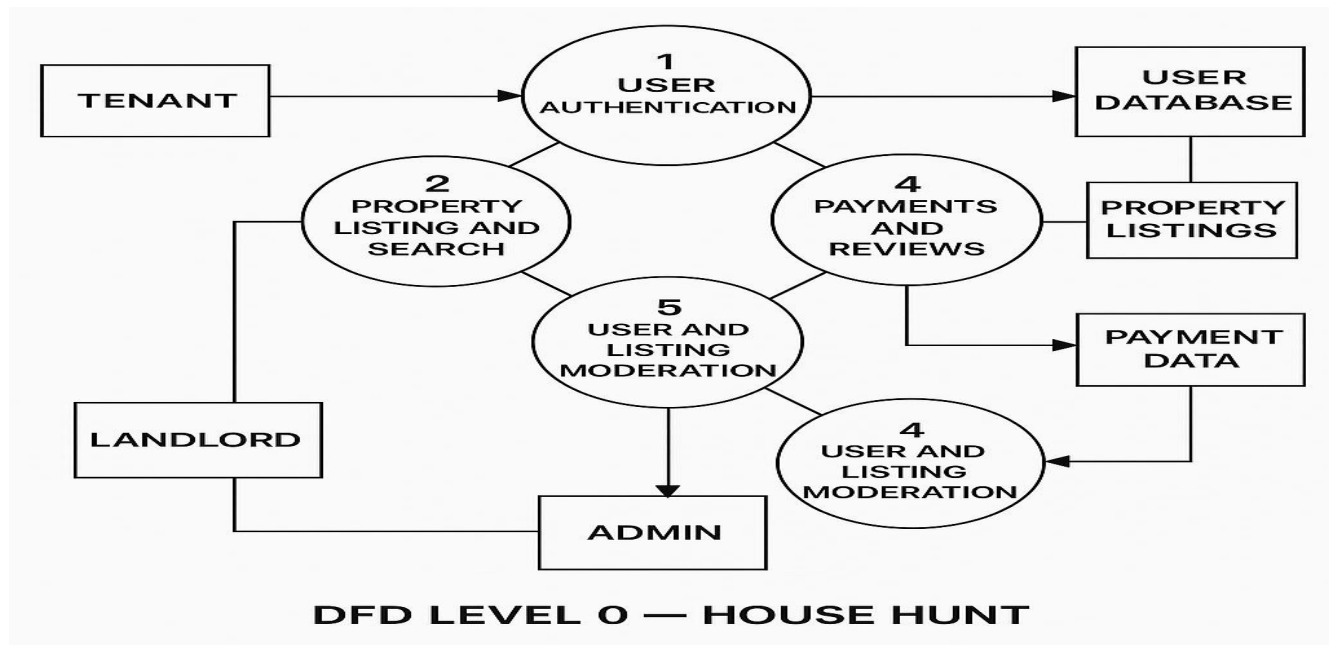 TENANT
1
USER
AUTHENTICATION
USER
DATABASE
2
PROPERTY
LISTING AND
SEARCH
4
PAYMENTS
AND
REVIEWS
PROPERTY
LISTINGS
5
USER AND
LISTING
MODERATION
PAYMENT
DATA
LANDLORD
4
USER AND
LISTING
MODERATION
ADMIN
DFD LEVEL 0 — HOUSE HUNT